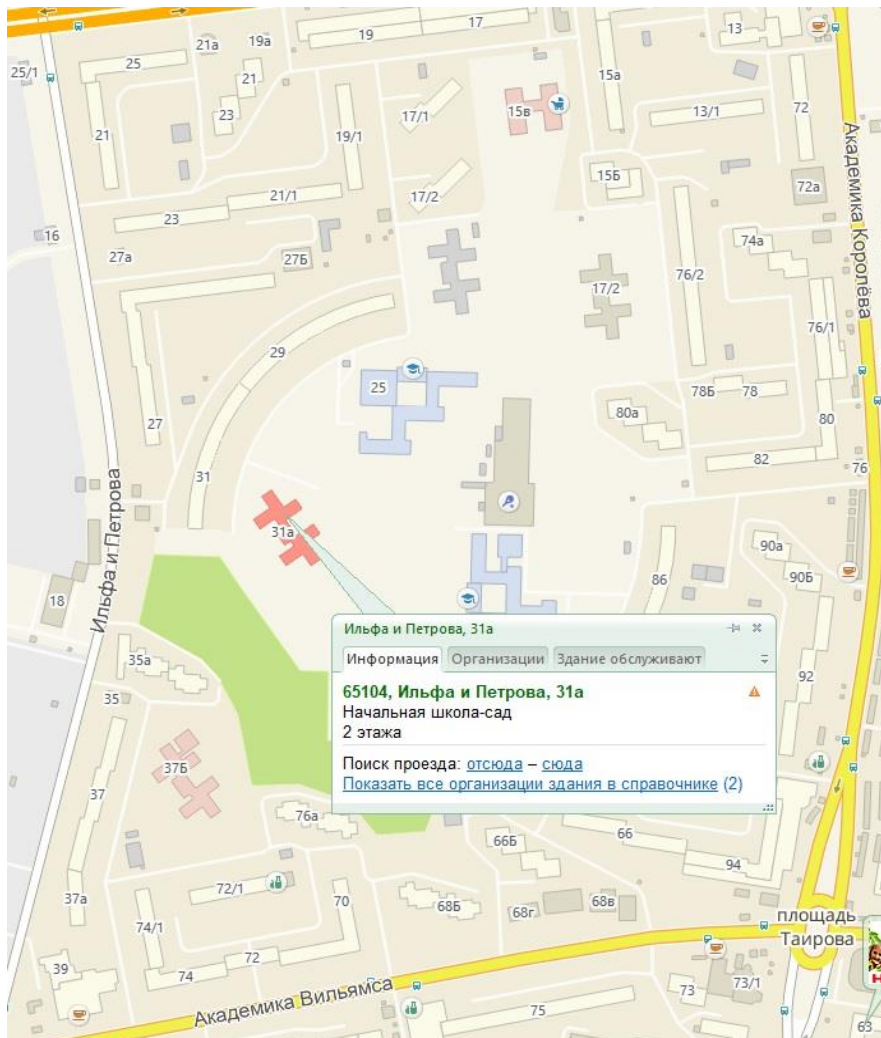 17
13
19а
19
21а
25
25/1
21
15а
72
15в
17/1
13/1
23
21
19/1
Академика Королёва
15Б
72а
21/1
17/2
23
16
74а
27а
27Б
76/2
17/2
76/1
29
25
78Б
78
27
80а
80
82
76
31
Ильфа и Петрова
31а
90а
86
90Б
18
Ильфа и Петрова, 31а
Информация
Организации
Здание обслуживают
65104, Ильфа и Петрова, 31а
Начальная школа-сад
2 этажа
Поиск проезда: отсюда – сюда
Показать все организации здания в справочнике (2)
35а
92
35
37Б
37
76а
66Б
66
94
72/1
70
68Б
68г
68в
37а
74/1
площадь
Таирова
72
39
74
Академика Вильямса
73
73/1
75
63